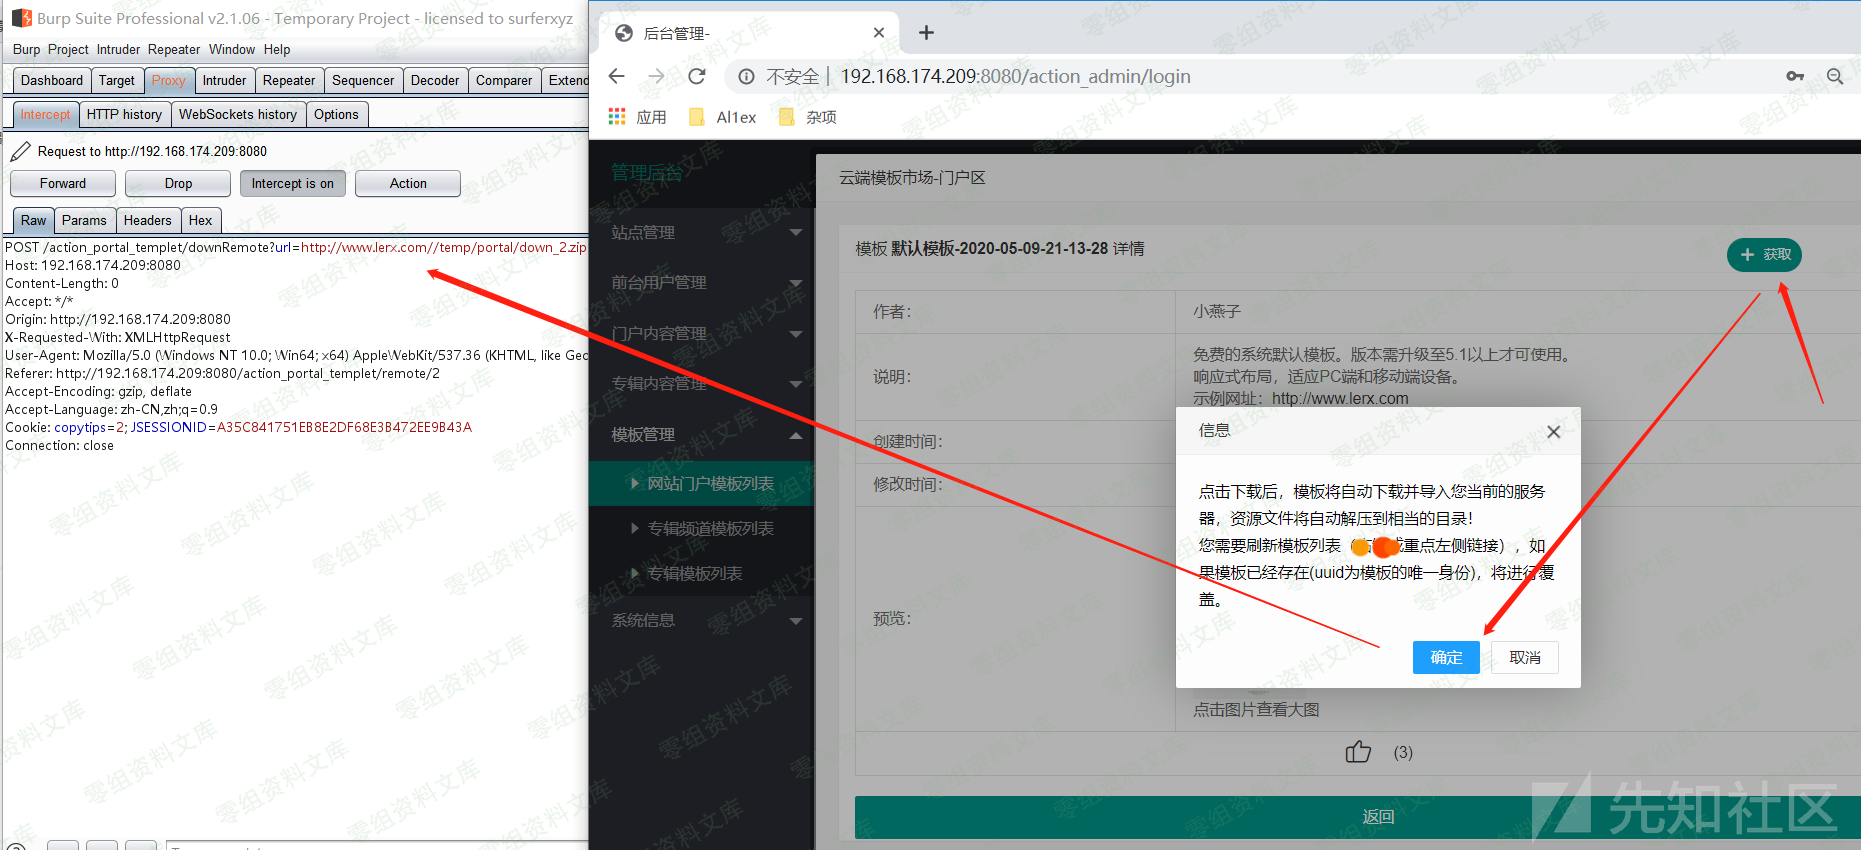 Burp Suite Professional v2.1.06 - Temporary Project - licensed to surferxyz
Burp Project Intruder Repeater Window Help
Dashboard Target Proxy Intruder Repeater Sequencer Decoder Comparer Extend
Intercept HTTP history WebSockets history Options
Request to http://192.168.174.209:8080
Forward Drop Intercept is on Action
Raw Params Headers Hex
POST /action_portal_templet/downRemote?url=http://www.lerx.com//temp/portal/down_2.zip
Host: 192.168.174.209:8080
Content-Length: 0
Accept: */*
Origin: http://192.168.174.209:8080
X-Requested-With: XMLHttpRequest
User-Agent: Mozilla/5.0 (Windows NT 10.0; Win64; x64) AppleWebKit/537.36 (KHTML, like Gec
Referer: http://192.168.174.209:8080/action_portal_templet/remote/2
Accept-Encoding: gzip, deflate
Accept-Language: zh-CN,zh;q=0.9
Cookie: copytips=2; JSESSIONID=A35C841751EB8E2DF68E3B472EE9B43A
Connection: close
后台管理-
不安全 | 192.168.174.209:8080/action_admin/login
应用 Al1ex 杂项
管理后台
站点管理
前台用户管理
门户内容管理
专辑内容管理
模板管理
网站门户模板列表
专辑频道模板列表
专辑模板列表
系统信息
云端模板市场-门户区
模板 默认模板-2020-05-09-21-13-28 详情
获取
作者：
小燕子
说明：
免费的系统默认模板。版本需升级至5.1以上才可使用。
响应式布局，适应PC端和移动端设备。
示例网址：http://www.lerx.com
创建时间：
修改时间：
预览：
信息
点击下载后，模板将自动下载并导入您当前的服务
器，资源文件将自动解压到相当的目录！
您需要刷新模板列表（或重点左侧链接），如
果模板已经存在(uuid为模板的唯一身份)，将进行覆
盖。
确定 取消
点击图片查看大图
(3)
返回
先知社区
零组资料文库